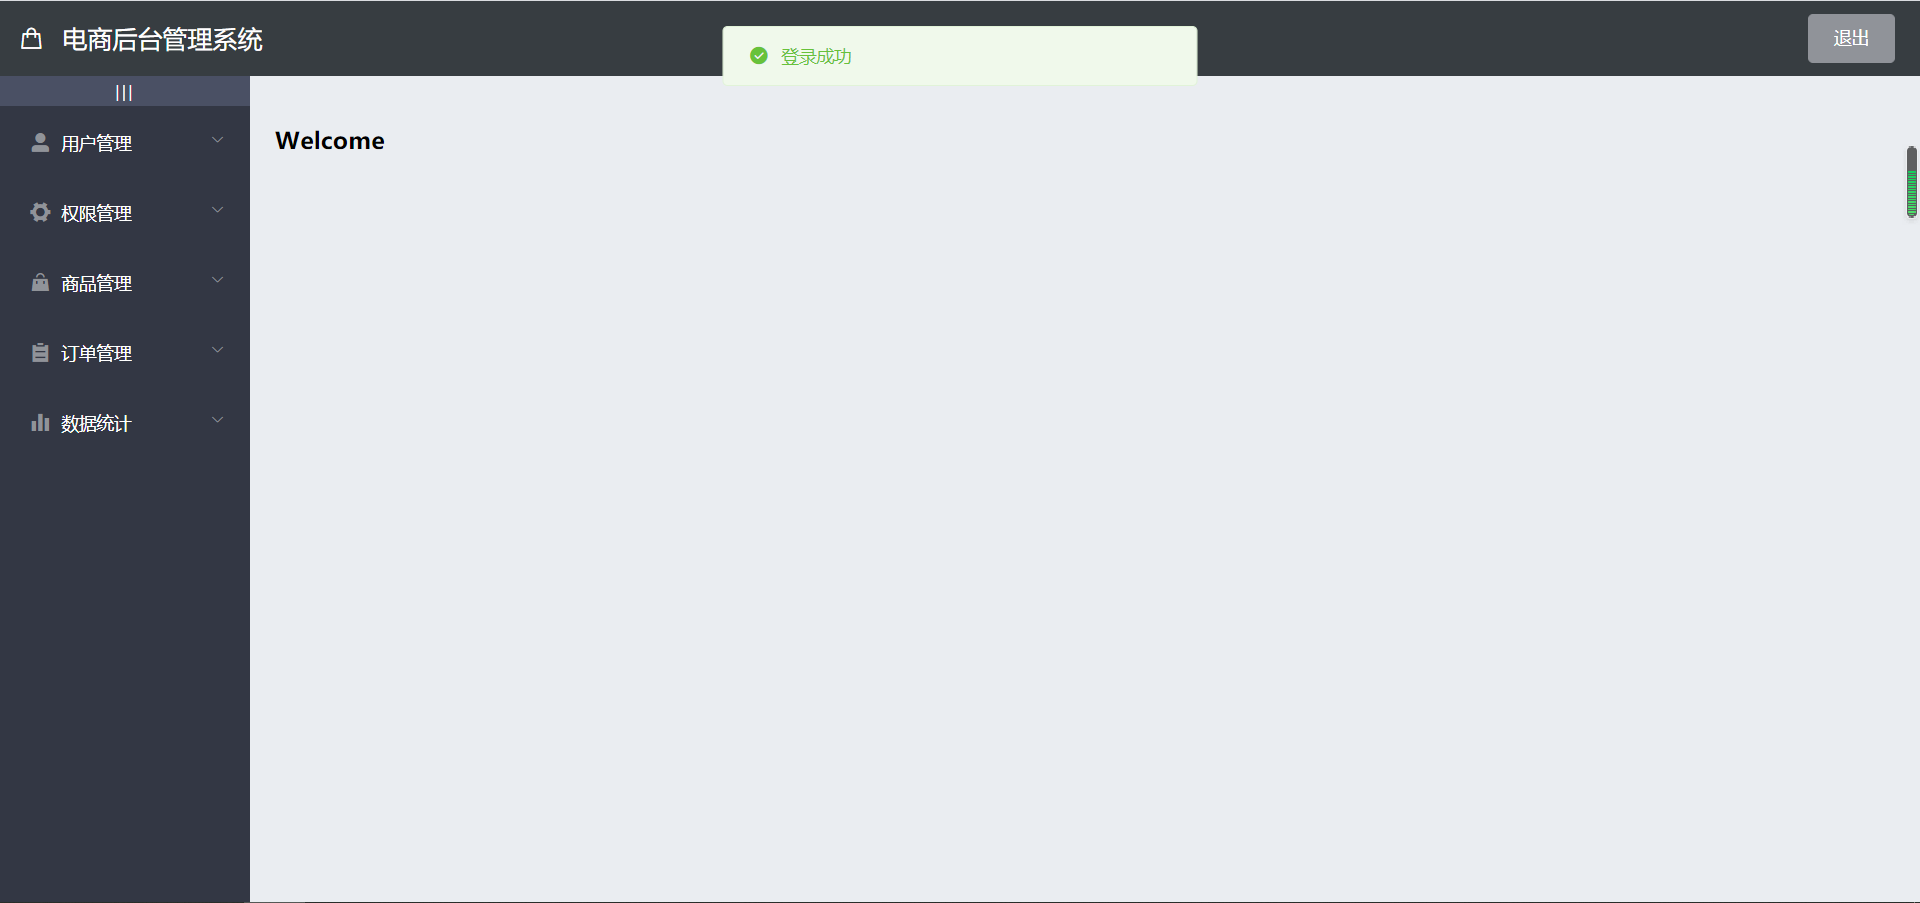 电商后台管理系统
登录成功
退出
|||
Welcome
用户管理
权限管理
商品管理
订单管理
数据统计